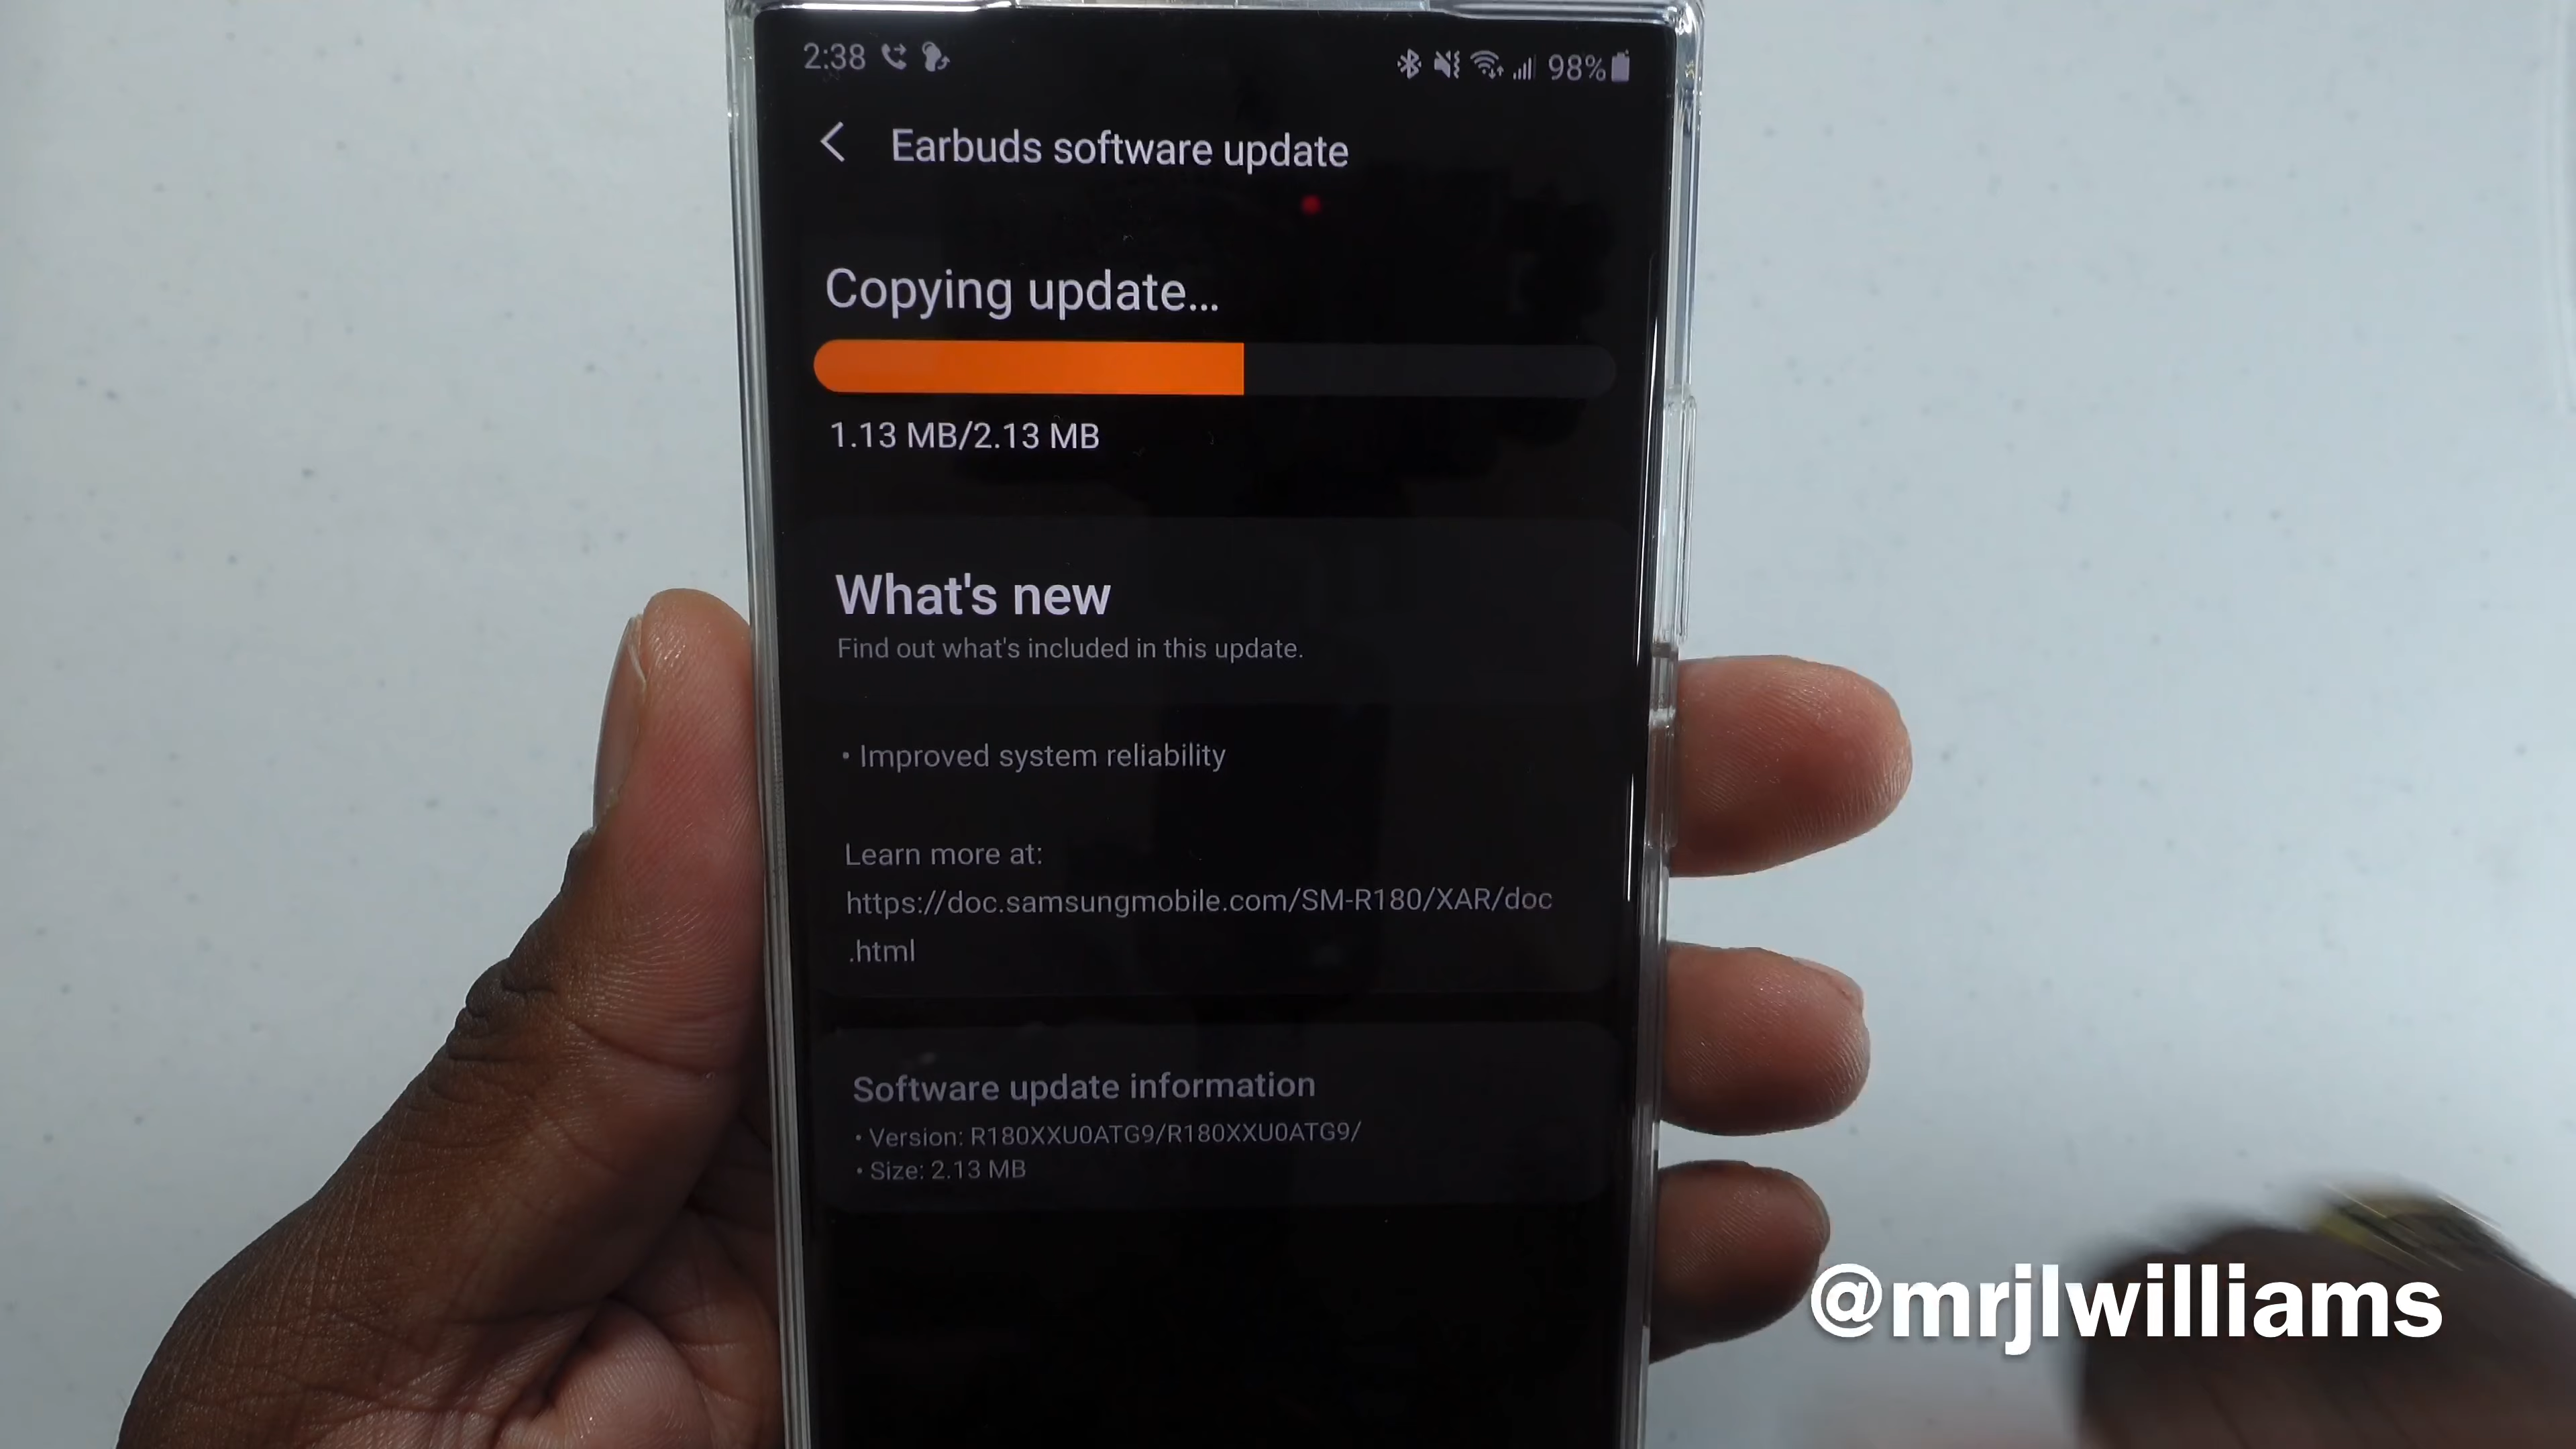 2:38 98%
Earbuds software update
Copying update...
1.13 MB/2.13 MB
What's new
Find out what's included in this update.
• Improved system reliability
Learn more at:
https://doc.samsungmobile.com/SM-R180/XAR/doc
.html
Software update information
• Version: R180XXU0ATG9/R180XXU0ATG9/
• Size: 2.13 MB
@mrjlwilliams